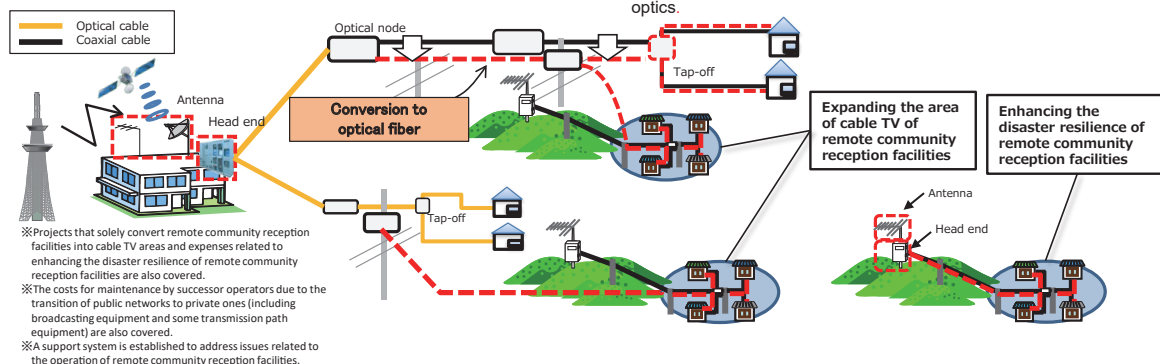 optics.
Optical cable
Coaxial cable
Optical node
Antenna
Head end
Conversion to
optical fiber
Tap-off
Tap-off
Expanding the area
of cable TV of
remote community
reception facilities
Enhancing the
disaster resilience of
remote community
reception facilities
Antenna
Head end
※Projects that solely convert remote community reception
facilities into cable TV areas and expenses related to
enhancing the disaster resilience of remote community
reception facilities are also covered.
※The costs for maintenance by successor operators due to the
transition of public networks to private ones (including
broadcasting equipment and some transmission path
equipment) are also covered.
※A support system is established to address issues related to
the operation of remote community reception facilities.